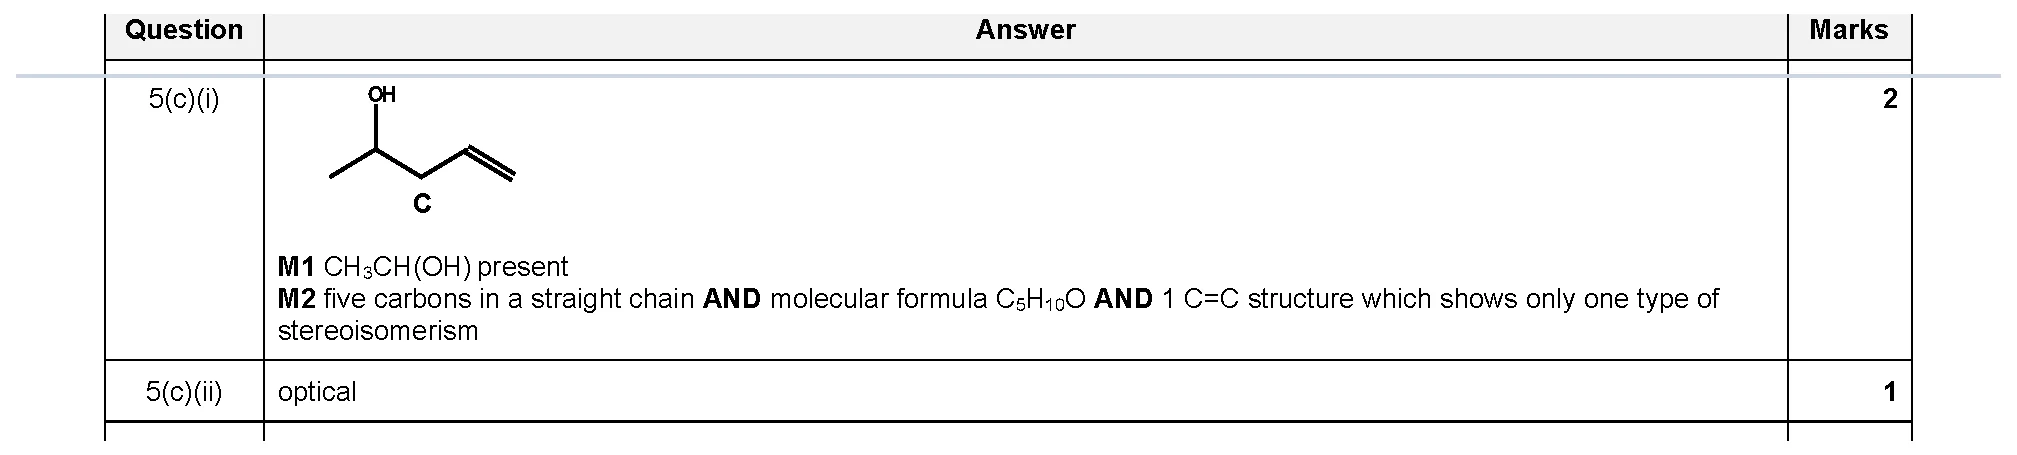 Question Answer Marks
5(c)(i) 2
OH
C
M1 CH₃CH(OH) present
M2 five carbons in a straight chain AND molecular formula C₅H₁₀O AND 1 C=C structure which shows only one type of
stereoisomerism
5(c)(ii) optical 1